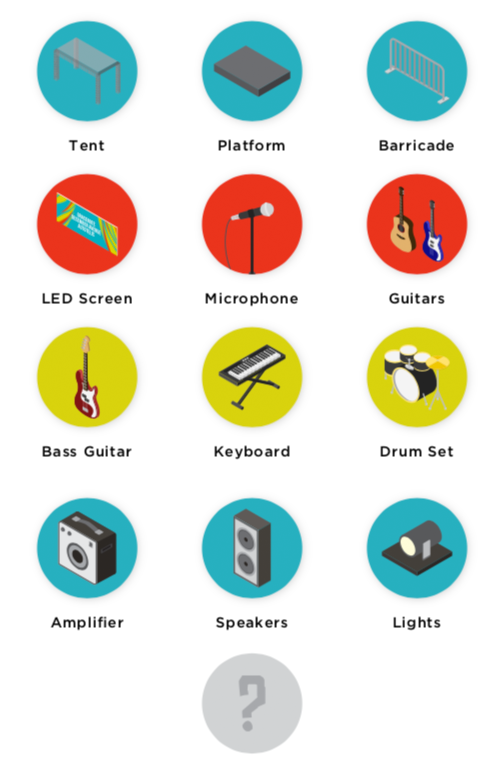 Tent
Platform
Barricade
LED Screen
Microphone
Guitars
Bass Guitar
Keyboard
Drum Set
Amplifier
Speakers
Lights
?